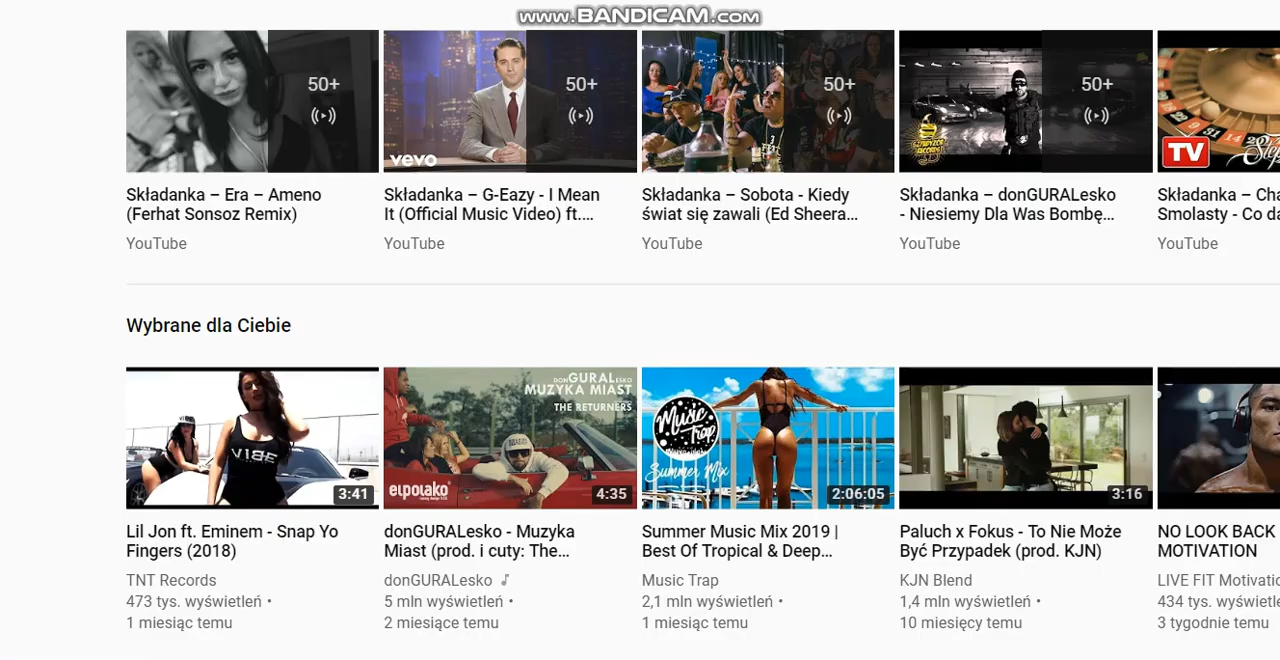 www.BANDICAM.com
50+
50+
50+
50+
vevo
TV
Składanka – Era – Ameno
(Ferhat Sonsoz Remix)
YouTube
Składanka – G-Eazy - I Mean
It (Official Music Video) ft....
YouTube
Składanka – Sobota - Kiedy
świat się zawali (Ed Sheera...
YouTube
Składanka – donGURALesko
- Niesiemy Dla Was Bombę...
YouTube
Składanka – Cha
Smolasty - Co da
YouTube
Wybrane dla Ciebie
VIBE
3:41
donGURALesko
MUZYKA MIAST
THE RETURNERS
elpolako
4:35
Music
Trap
Summer Mix
2:06:05
3:16
Lil Jon ft. Eminem - Snap Yo
Fingers (2018)
TNT Records
473 tys. wyświetleń •
1 miesiąc temu
donGURALesko - Muzyka
Miast (prod. i cuty: The...
donGURALesko
5 mln wyświetleń •
2 miesiące temu
Summer Music Mix 2019 |
Best Of Tropical & Deep...
Music Trap
2,1 mln wyświetleń •
1 miesiąc temu
Paluch x Fokus - To Nie Może
Być Przypadek (prod. KJN)
KJN Blend
1,4 mln wyświetleń •
10 miesięcy temu
NO LOOK BACK
MOTIVATION
LIVE FIT Motivatio
434 tys. wyświetle
3 tygodnie temu